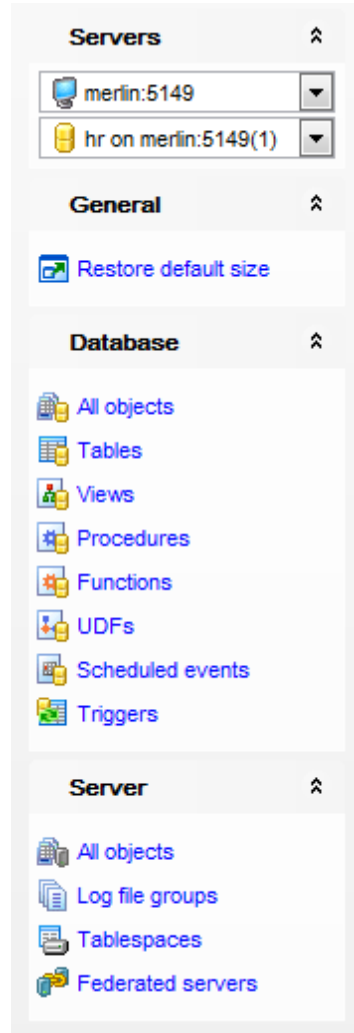 Servers
merlin:5149
hr on merlin:5149(1)
General
Restore default size
Database
All objects
Tables
Views
Procedures
Functions
UDFs
Scheduled events
Triggers
Server
All objects
Log file groups
Tablespaces
Federated servers